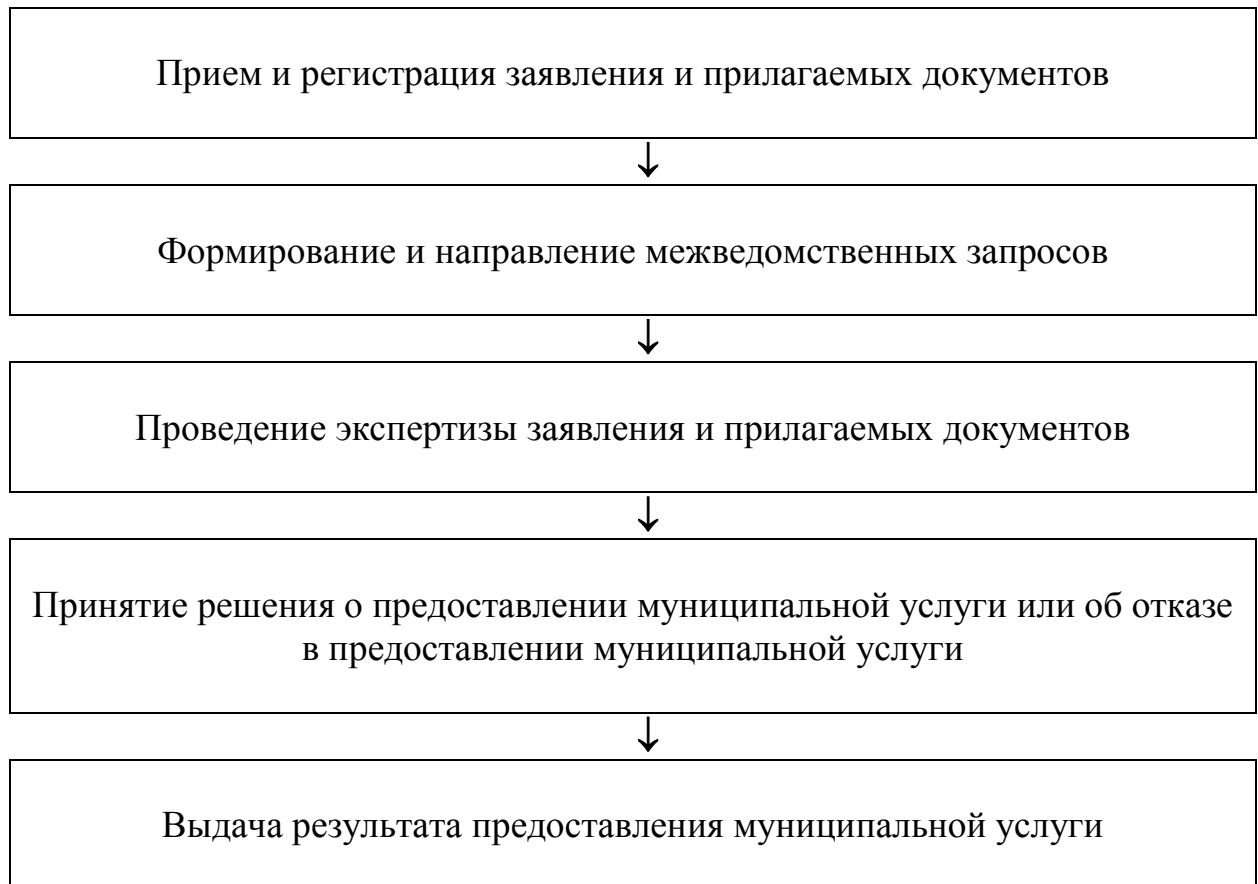 Прием и регистрация заявления и прилагаемых документов
Формирование и направление межведомственных запросов
Проведение экспертизы заявления и прилагаемых документов
Принятие решения о предоставлении муниципальной услуги или об отказе
в предоставлении муниципальной услуги
Выдача результата предоставления муниципальной услуги